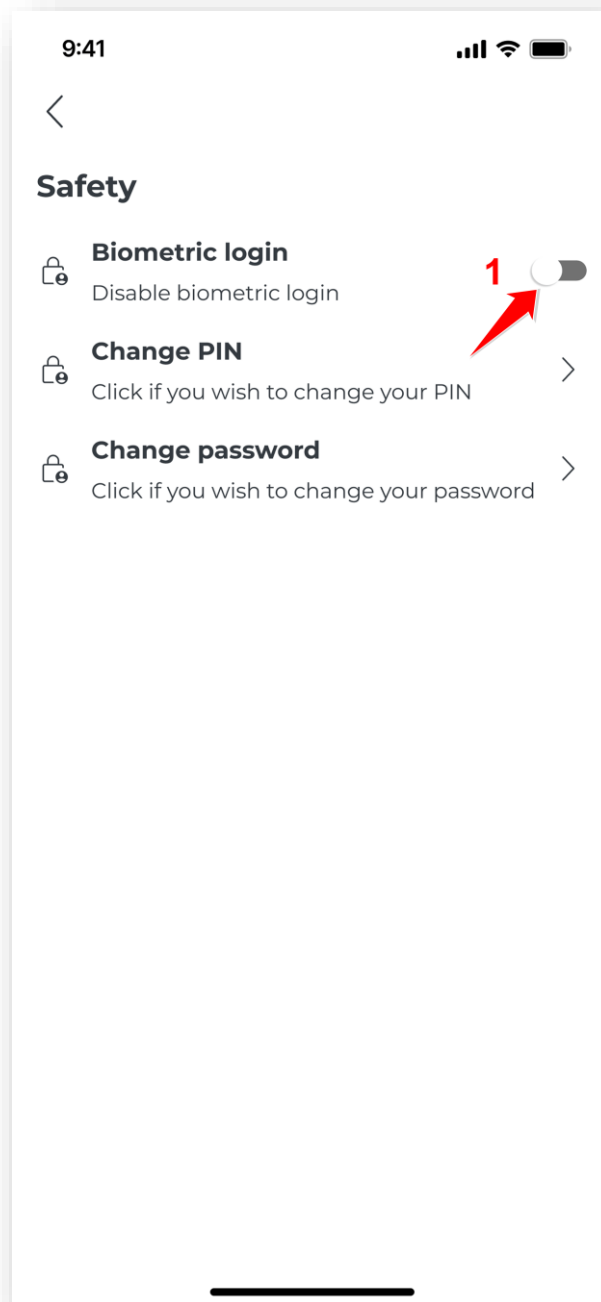 9:41
Safety
Biometric login
1
Disable biometric login
Change PIN
Click if you wish to change your PIN
Change password
Click if you wish to change your password